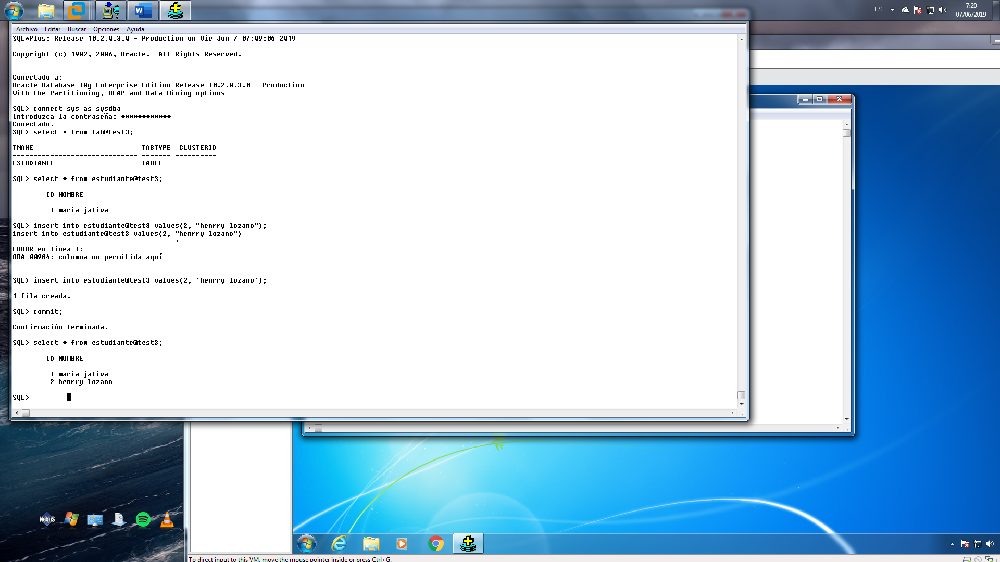 ES
7:20
07/06/2019
Archivo Editar Buscar Opciones Ayuda
SQL*Plus: Release 10.2.0.3.0 - Production on Vie Jun 7 07:09:06 2019
Copyright (c) 1982, 2006, Oracle.  All Rights Reserved.
Conectado a:
Oracle Database 10g Enterprise Edition Release 10.2.0.3.0 - Production
With the Partitioning, OLAP and Data Mining options
SQL> connect sys as sysdba
Introduzca la contraseña: ************
Conectado.
SQL> select * from tab@test3;
TNAME                          TABTYPE  CLUSTERID
------------------------------ ------- ----------
ESTUDIANTE                     TABLE
SQL> select * from estudiante@test3;
        ID NOMBRE
---------- --------------------
         1 maria jativa
SQL> insert into estudiante@test3 values(2, "henrry lozano");
insert into estudiante@test3 values(2, "henrry lozano")
                                       *
ERROR en línea 1:
ORA-00984: columna no permitida aquí
SQL> insert into estudiante@test3 values(2, 'henrry lozano');
1 fila creada.
SQL> commit;
Confirmación terminada.
SQL> select * from estudiante@test3;
        ID NOMBRE
---------- --------------------
         1 maria jativa
         2 henrry lozano
SQL>
NeXuS
To direct input to this VM, move the mouse pointer inside or press Ctrl+G.